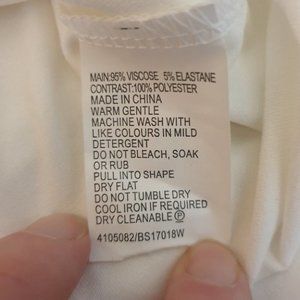 MAIN:95% VISCOSE 5% ELASTANE
CONTRAST:100% POLYESTER
MADE IN CHINA
WARM GENTLE
MACHINE WASH WITH
LIKE COLOURS IN MILD
DETERGENT
DO NOT BLEACH, SOAK
OR RUB
PULL INTO SHAPE
DRY FLAT
DO NOT TUMBLE DRY
COOL IRON IF REQUIRED
DRY CLEANABLE Ⓟ
4105082/BS17018W